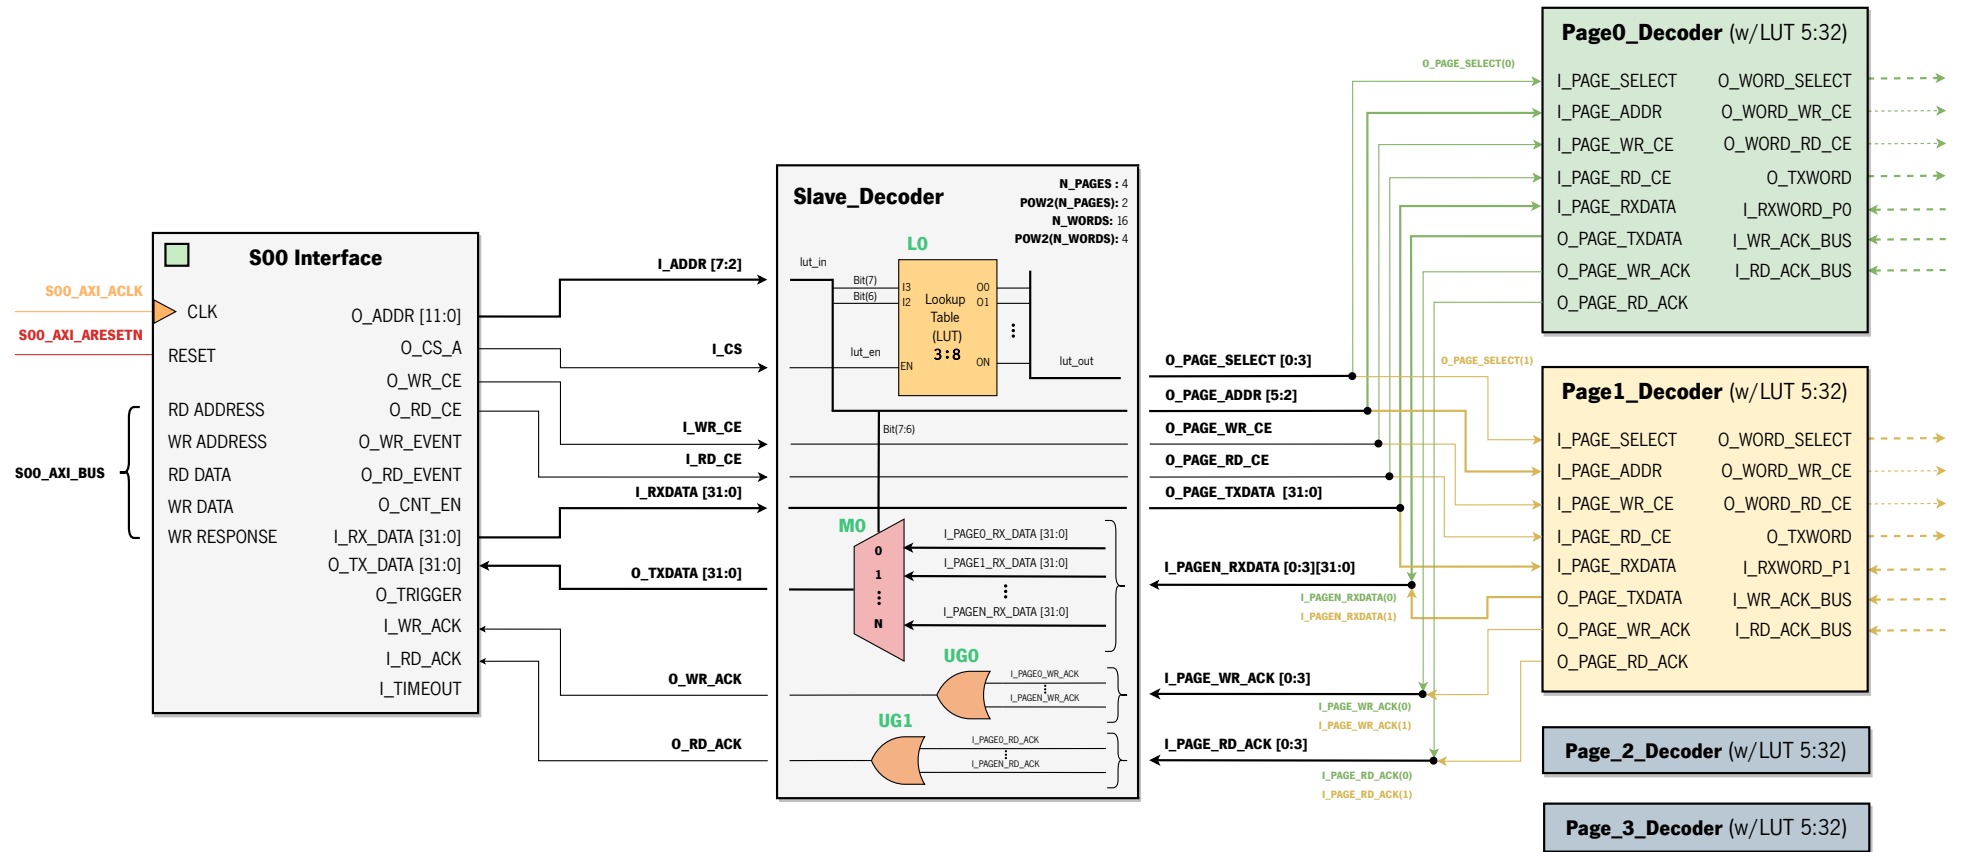 S00 Interface
S00_AXI_ACLK
S00_AXI_ARESETN
S00_AXI_BUS
CLK
RESET
RD ADDRESS
WR ADDRESS
RD DATA
WR DATA
WR RESPONSE
O_ADDR [11:0]
O_CS_A
O_WR_CE
O_RD_CE
O_WR_EVENT
O_RD_EVENT
O_CNT_EN
I_RX_DATA [31:0]
O_TX_DATA [31:0]
O_TRIGGER
I_WR_ACK
I_RD_ACK
I_TIMEOUT
I_ADDR [7:2]
I_CS
I_WR_CE
I_RD_CE
I_RXDATA [31:0]
O_TXDATA [31:0]
O_WR_ACK
O_RD_ACK
Slave_Decoder
N_PAGES : 4
POW2(N_PAGES): 2
N_WORDS: 16
POW2(N_WORDS): 4
L0
lut_in
Bit(7)
Bit(6)
lut_en
I3
I2
EN
Lookup
Table
(LUT)
3:8
O0
O1
ON
lut_out
Bit(7:6)
M0
0
1
N
I_PAGE0_RX_DATA [31:0]
I_PAGE1_RX_DATA [31:0]
I_PAGEN_RX_DATA [31:0]
UG0
I_PAGE0_WR_ACK
I_PAGEN_WR_ACK
UG1
I_PAGE0_RD_ACK
I_PAGEN_RD_ACK
O_PAGE_SELECT [0:3]
O_PAGE_ADDR [5:2]
O_PAGE_WR_CE
O_PAGE_RD_CE
O_PAGE_TXDATA [31:0]
I_PAGEN_RXDATA [0:3][31:0]
I_PAGEN_RXDATA(0)
I_PAGEN_RXDATA(1)
I_PAGE_WR_ACK [0:3]
I_PAGE_WR_ACK(0)
I_PAGE_WR_ACK(1)
I_PAGE_RD_ACK [0:3]
I_PAGE_RD_ACK(0)
I_PAGE_RD_ACK(1)
O_PAGE_SELECT(0)
Page0_Decoder (w/LUT 5:32)
I_PAGE_SELECT
I_PAGE_ADDR
I_PAGE_WR_CE
I_PAGE_RD_CE
I_PAGE_RXDATA
O_PAGE_TXDATA
O_PAGE_WR_ACK
O_PAGE_RD_ACK
O_WORD_SELECT
O_WORD_WR_CE
O_WORD_RD_CE
O_TXWORD
I_RXWORD_P0
I_WR_ACK_BUS
I_RD_ACK_BUS
O_PAGE_SELECT(1)
Page1_Decoder (w/LUT 5:32)
I_PAGE_SELECT
I_PAGE_ADDR
I_PAGE_WR_CE
I_PAGE_RD_CE
I_PAGE_RXDATA
O_PAGE_TXDATA
O_PAGE_WR_ACK
O_PAGE_RD_ACK
O_WORD_SELECT
O_WORD_WR_CE
O_WORD_RD_CE
O_TXWORD
I_RXWORD_P1
I_WR_ACK_BUS
I_RD_ACK_BUS
Page_2_Decoder (w/LUT 5:32)
Page_3_Decoder (w/LUT 5:32)